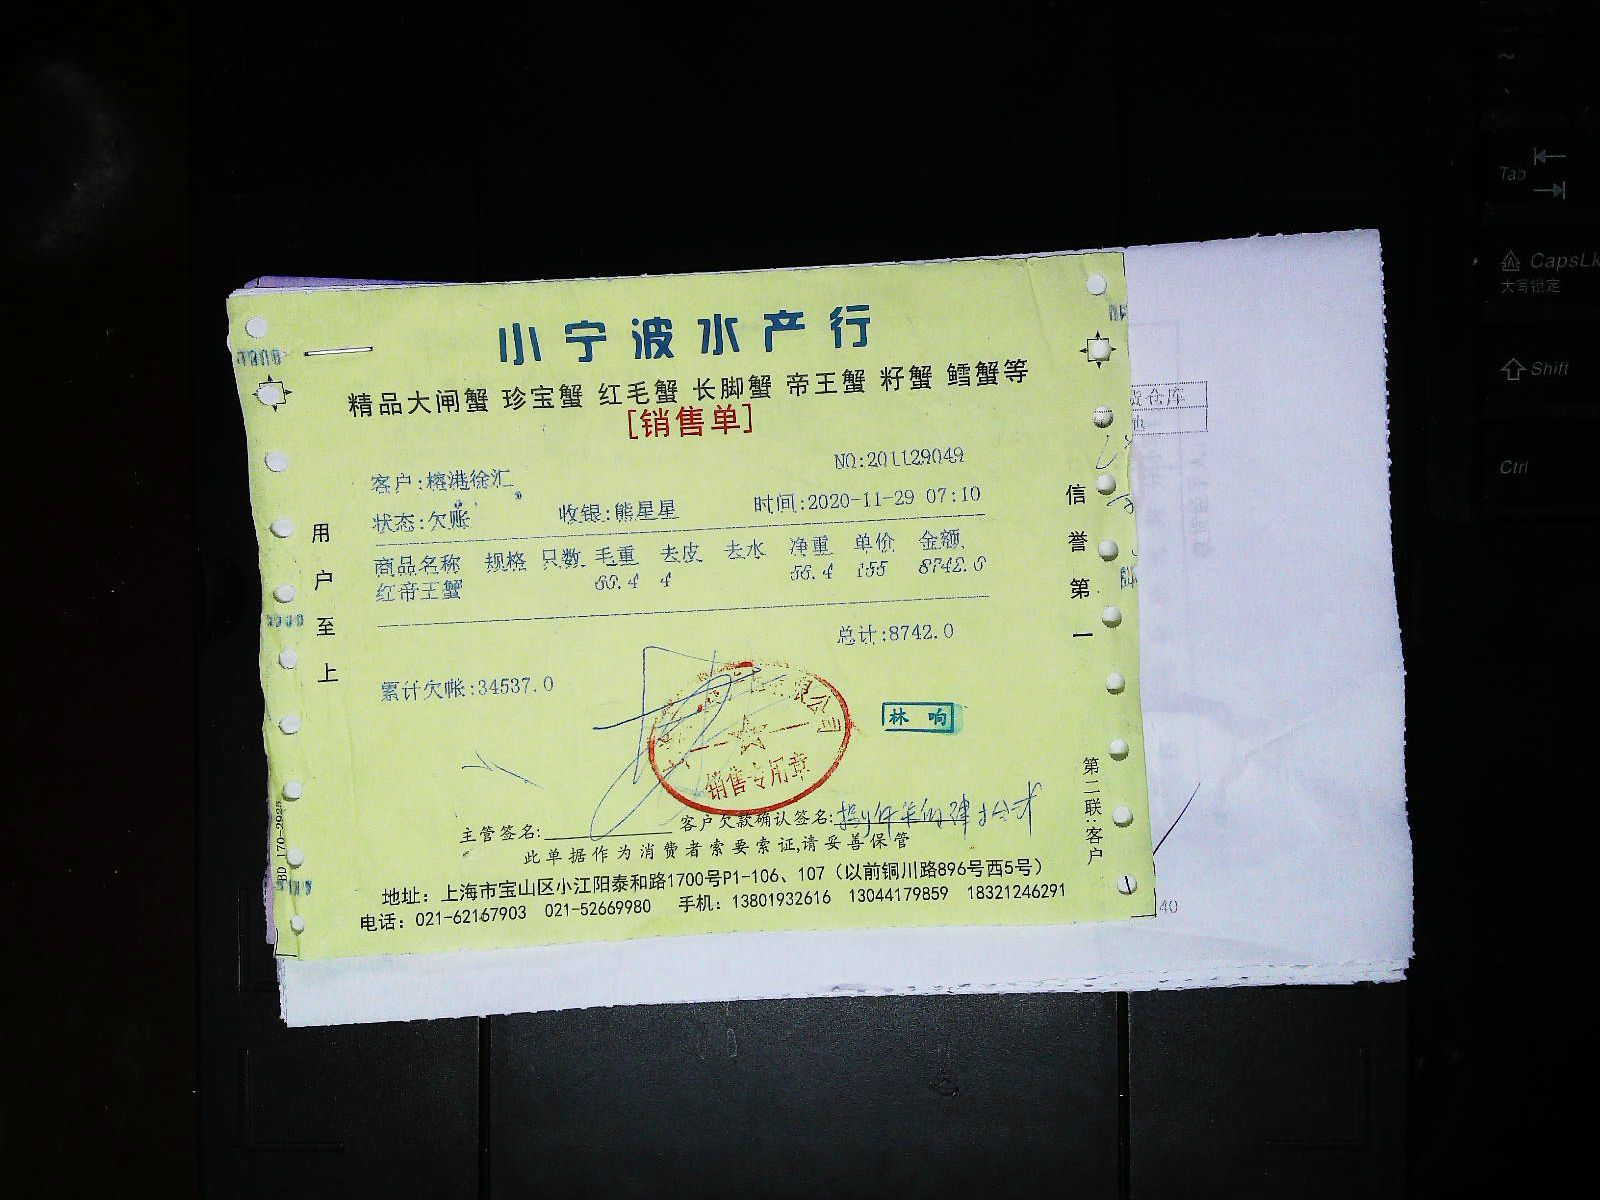 小宁波水产行
精品大闸蟹 珍宝蟹 红毛蟹 长脚蟹 帝王蟹 籽蟹 鳕蟹等
[销售单]
NO:201129049
客户:榕港徐汇
状态:欠账 收银:熊星星 时间:2020-11-29 07:10
商品名称 规格 只数 毛重 去皮 去水 净重 单价 金额
红帝王蟹 60.4 4 56.4 155 8742.0
总计:8742.0
累计欠帐:34537.0
用户至上
信誉第一
第二联:客户
公司
销售专用章
林响
主管签名: 客户欠款确认签名:
此单据作为消费者索要索证,请妥善保管
地址：上海市宝山区小江阳泰和路1700号P1-106、107（以前铜川路896号西5号）
电话：021-62167903 021-52669980 手机：13801932616 13044179859 18321246291
BD 170-2925
货仓库
40
Tab
CapsLk
大写锁定
Shift
Ctrl